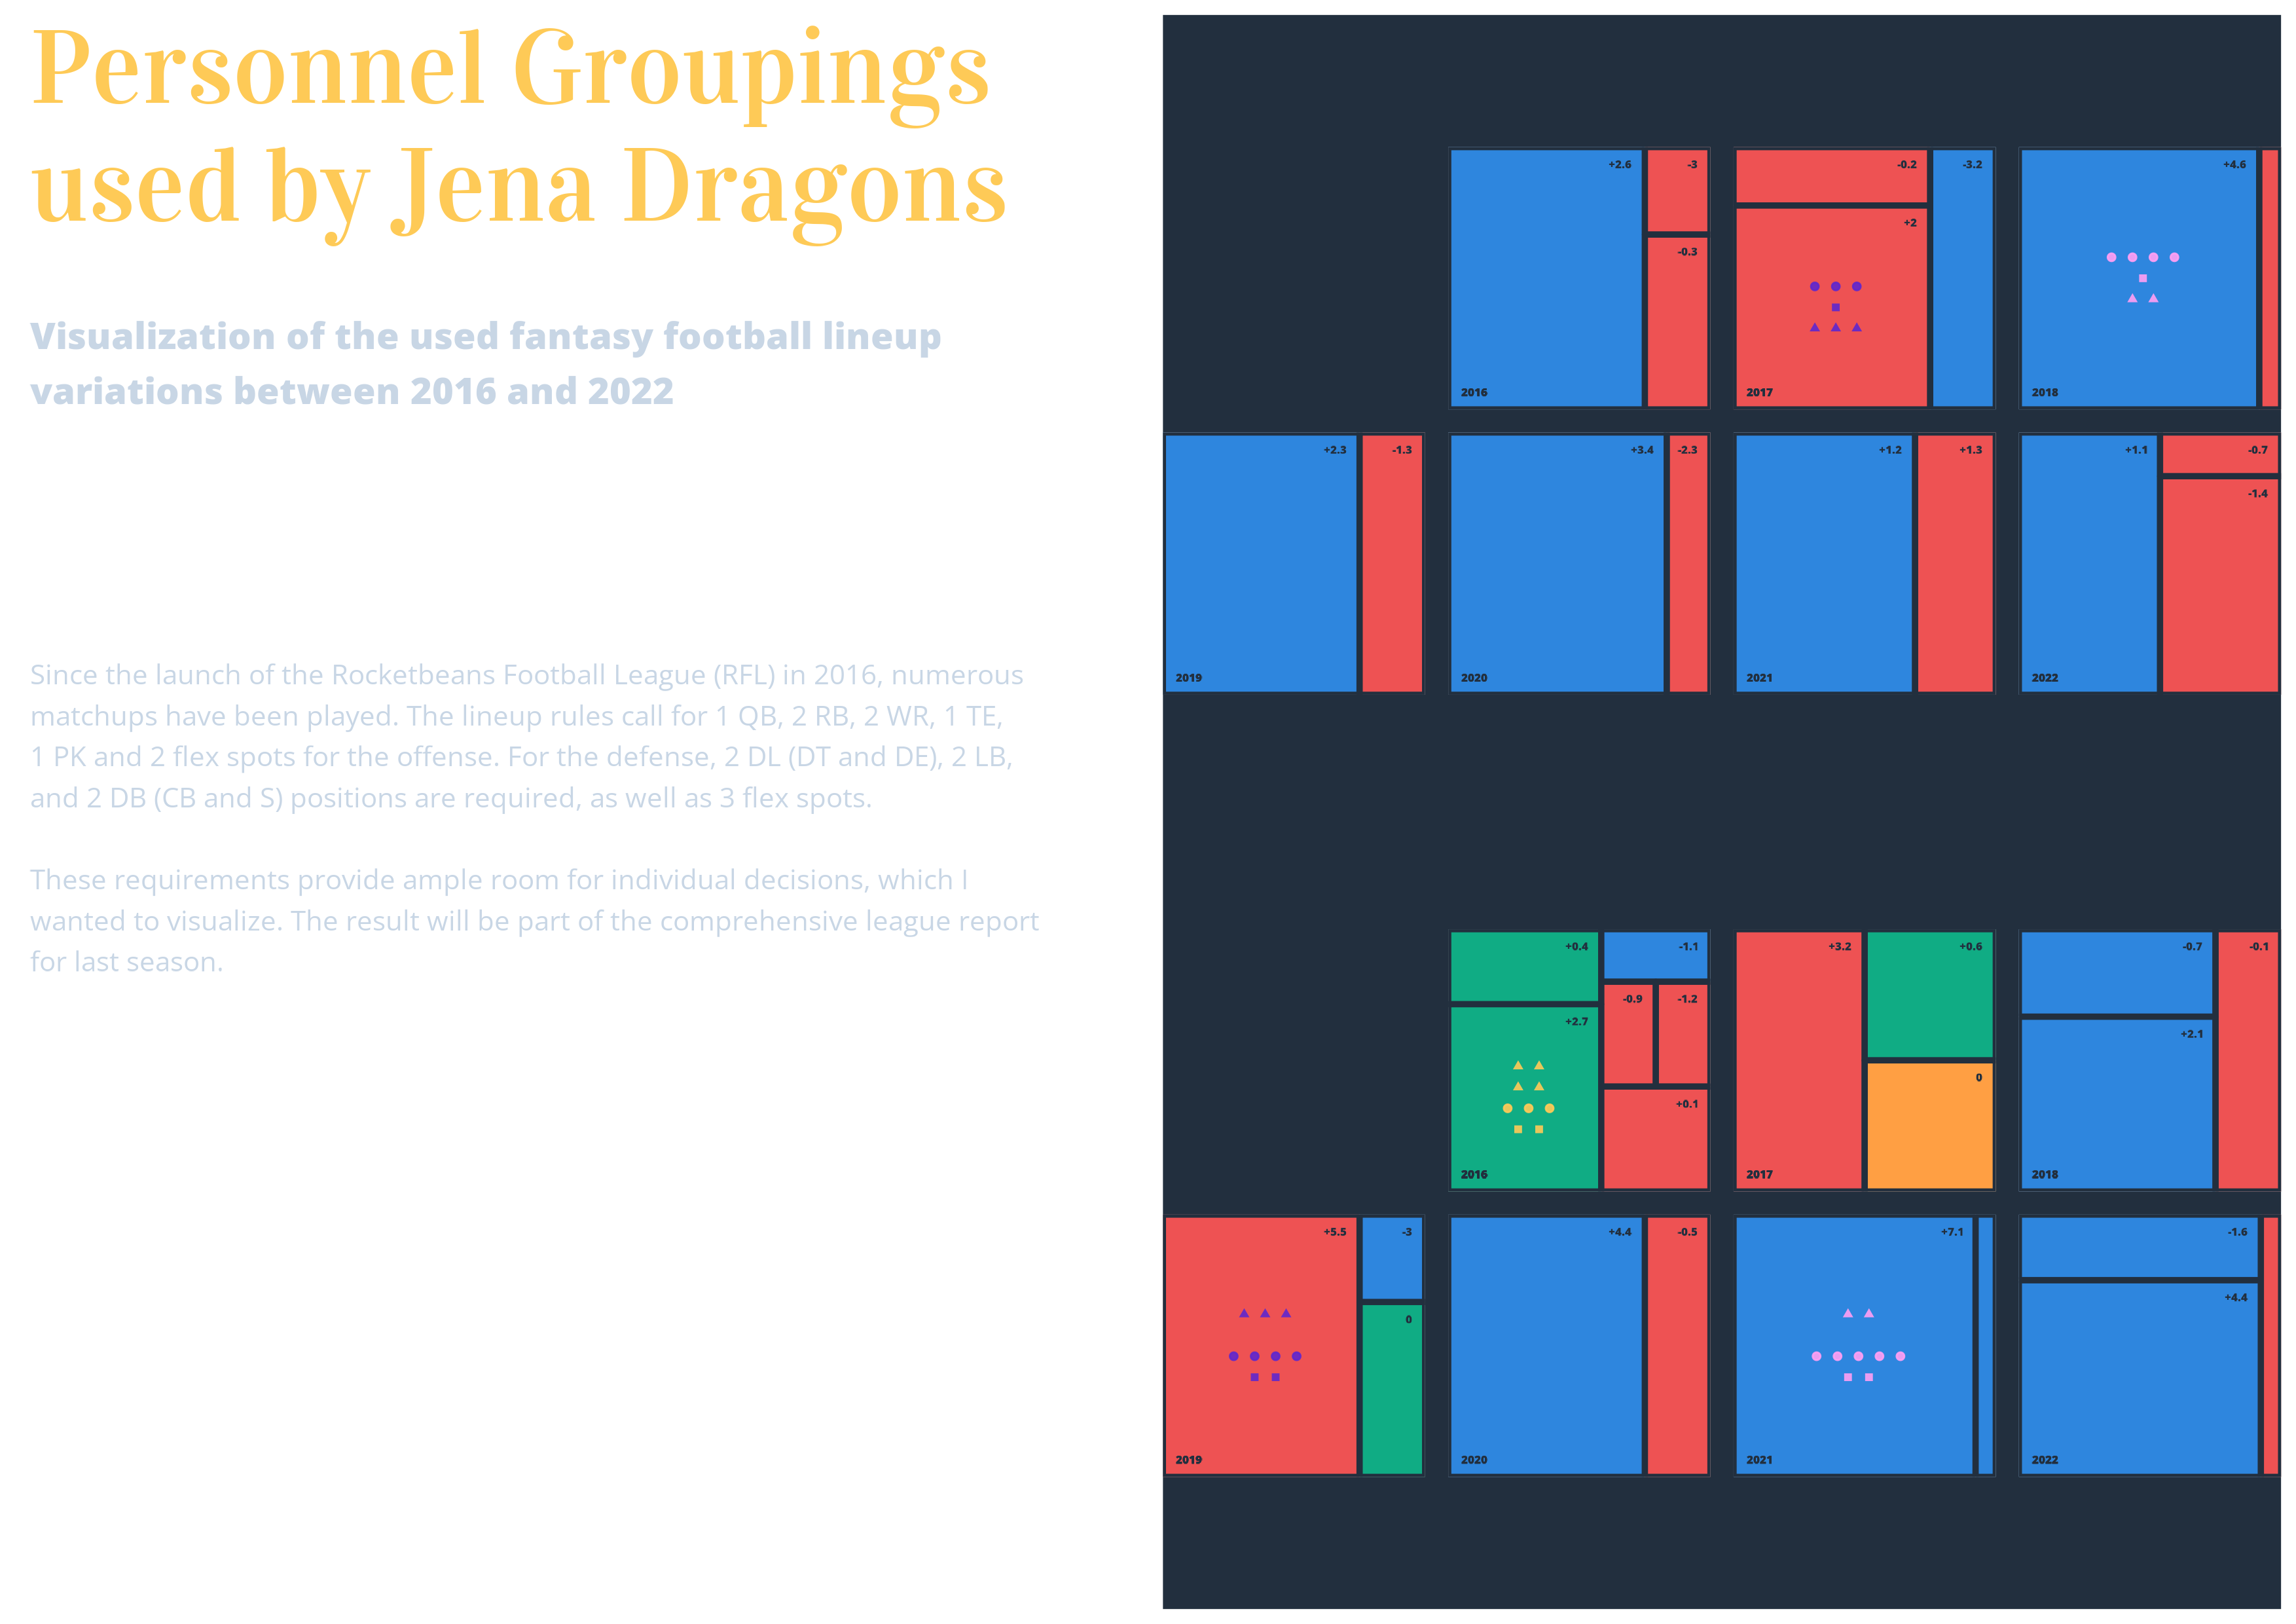 Personnel Groupings
used by Jena Dragons
Visualization of the used fantasy football lineup
variations between 2016 and 2022
Since the launch of the Rocketbeans Football League (RFL) in 2016, numerous
matchups have been played. The lineup rules call for 1 QB, 2 RB, 2 WR, 1 TE,
1 PK and 2 flex spots for the offense. For the defense, 2 DL (DT and DE), 2 LB,
and 2 DB (CB and S) positions are required, as well as 3 flex spots.
These requirements provide ample room for individual decisions, which I
wanted to visualize. The result will be part of the comprehensive league report
for last season.
+2.6 -3 -0.2 -3.2 +4.6
+2
-0.3
2016 2017 2018
+2.3 -1.3 +3.4 -2.3 +1.2 +1.3 +1.1 -0.7
-1.4
2019 2020 2021 2022
+0.4 -1.1 +3.2 +0.6 -0.7 -0.1
-0.9 -1.2
+2.7 +2.1
0
+0.1
2016 2017 2018
+5.5 -3 +4.4 -0.5 +7.1 -1.6
+4.4
0
2019 2020 2021 2022